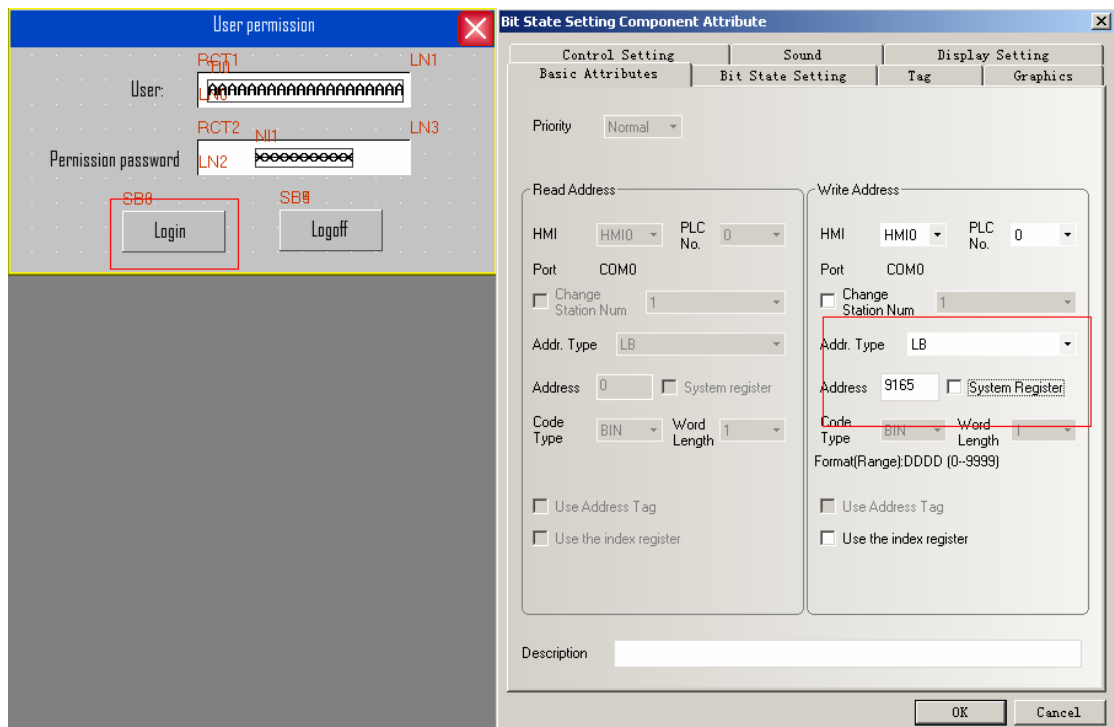 User permission
RCT1 LN1
User:
AAAAAAAAAAAAAAAAAAAAA
RCT2 LN3
NI1
Permission password
LN2
Login
Logoff
Bit State Setting Component Attribute
Control Setting Sound Display Setting
Basic Attributes Bit State Setting Tag Graphics
Priority Normal
Read Address
HMI HMI0 PLC No. 0
Port COM0
Change Station Num 1
Addr. Type LB
Address 0 System register
Code Type BIN Word Length 1
Use Address Tag
Use the index register
Write Address
HMI HMI0 PLC No. 0
Port COM0
Change Station Num 1
Addr. Type LB
Address 9165 System Register
Code Type BIN Word Length 1
Format(Range):DDDD (0--9999)
Use Address Tag
Use the index register
Description
OK Cancel